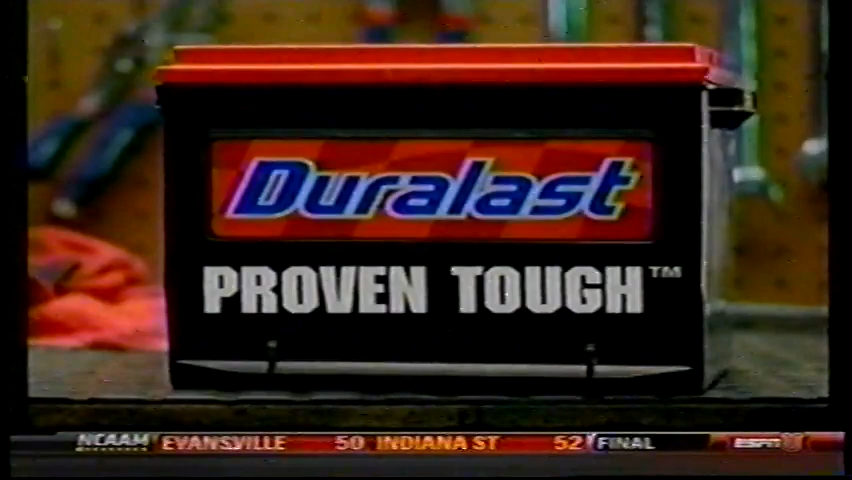 Duralast
PROVEN TOUGH™
NCAAM EVANSVILLE 50 INDIANA ST 52 FINAL ESPN